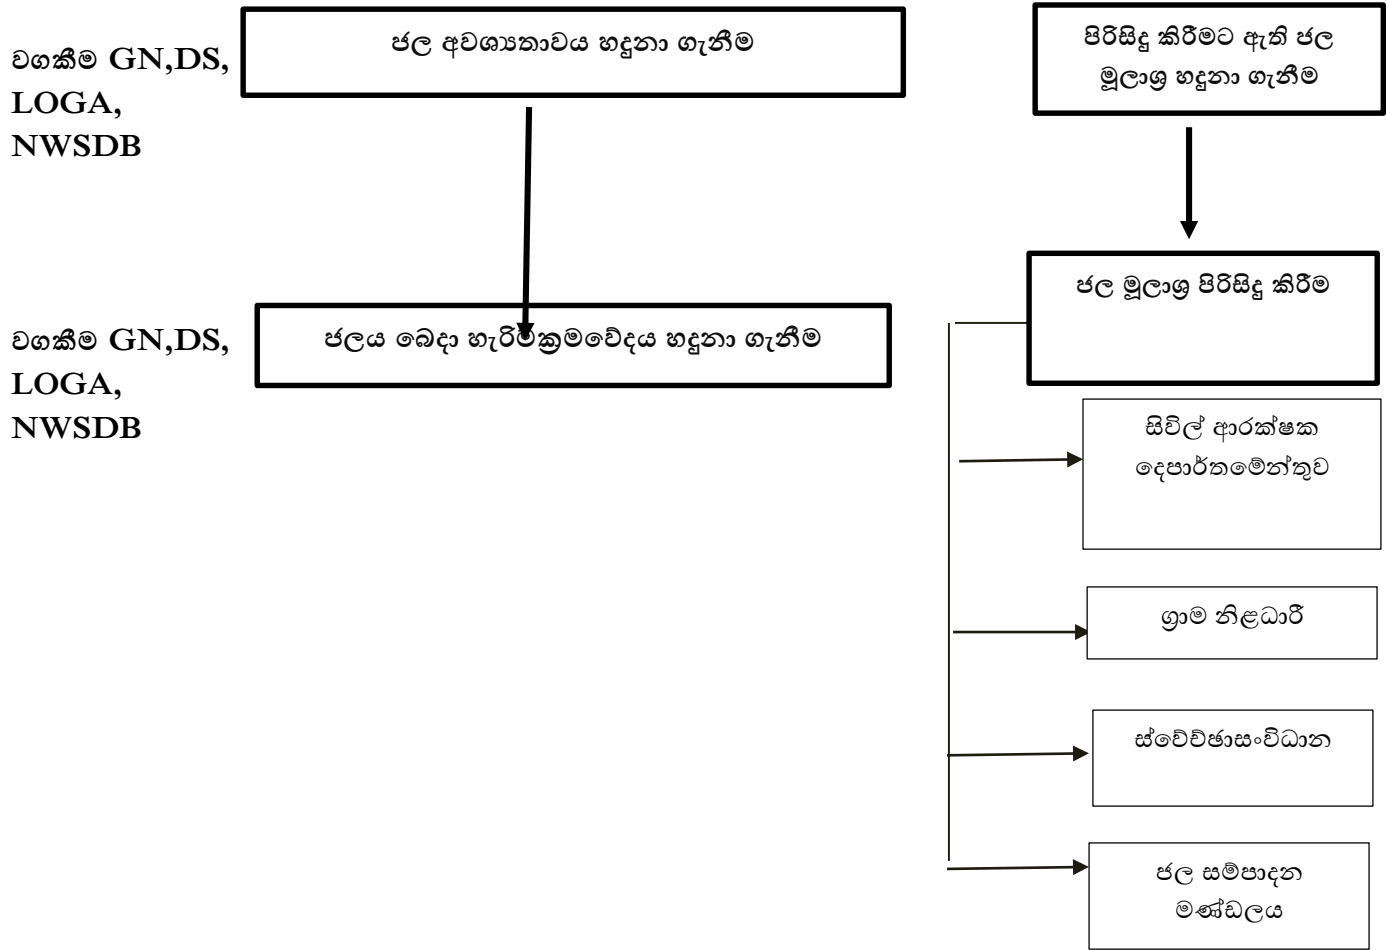 ජල අවශ්‍යතාවය හදුනා ගැනීම
වගකීම GN,DS,
LOGA,
NWSDB
පිරිසිදු කිරීමට ඇති ජල
මූලාශ්‍ර හදුනා ගැනීම
ජල මූලාශ්‍ර පිරිසිදු කිරීම
ජලය බෙදා හැරීමක්‍රමවේදය හදුනා ගැනීම
වගකීම GN,DS,
LOGA,
NWSDB
සිවිල් ආරක්ෂක
දෙපාර්තමේන්තුව
ග්‍රාම නිළධාරී
ස්වේච්ඡාසංවිධාන
ජල සම්පාදන
මණ්ඩලය